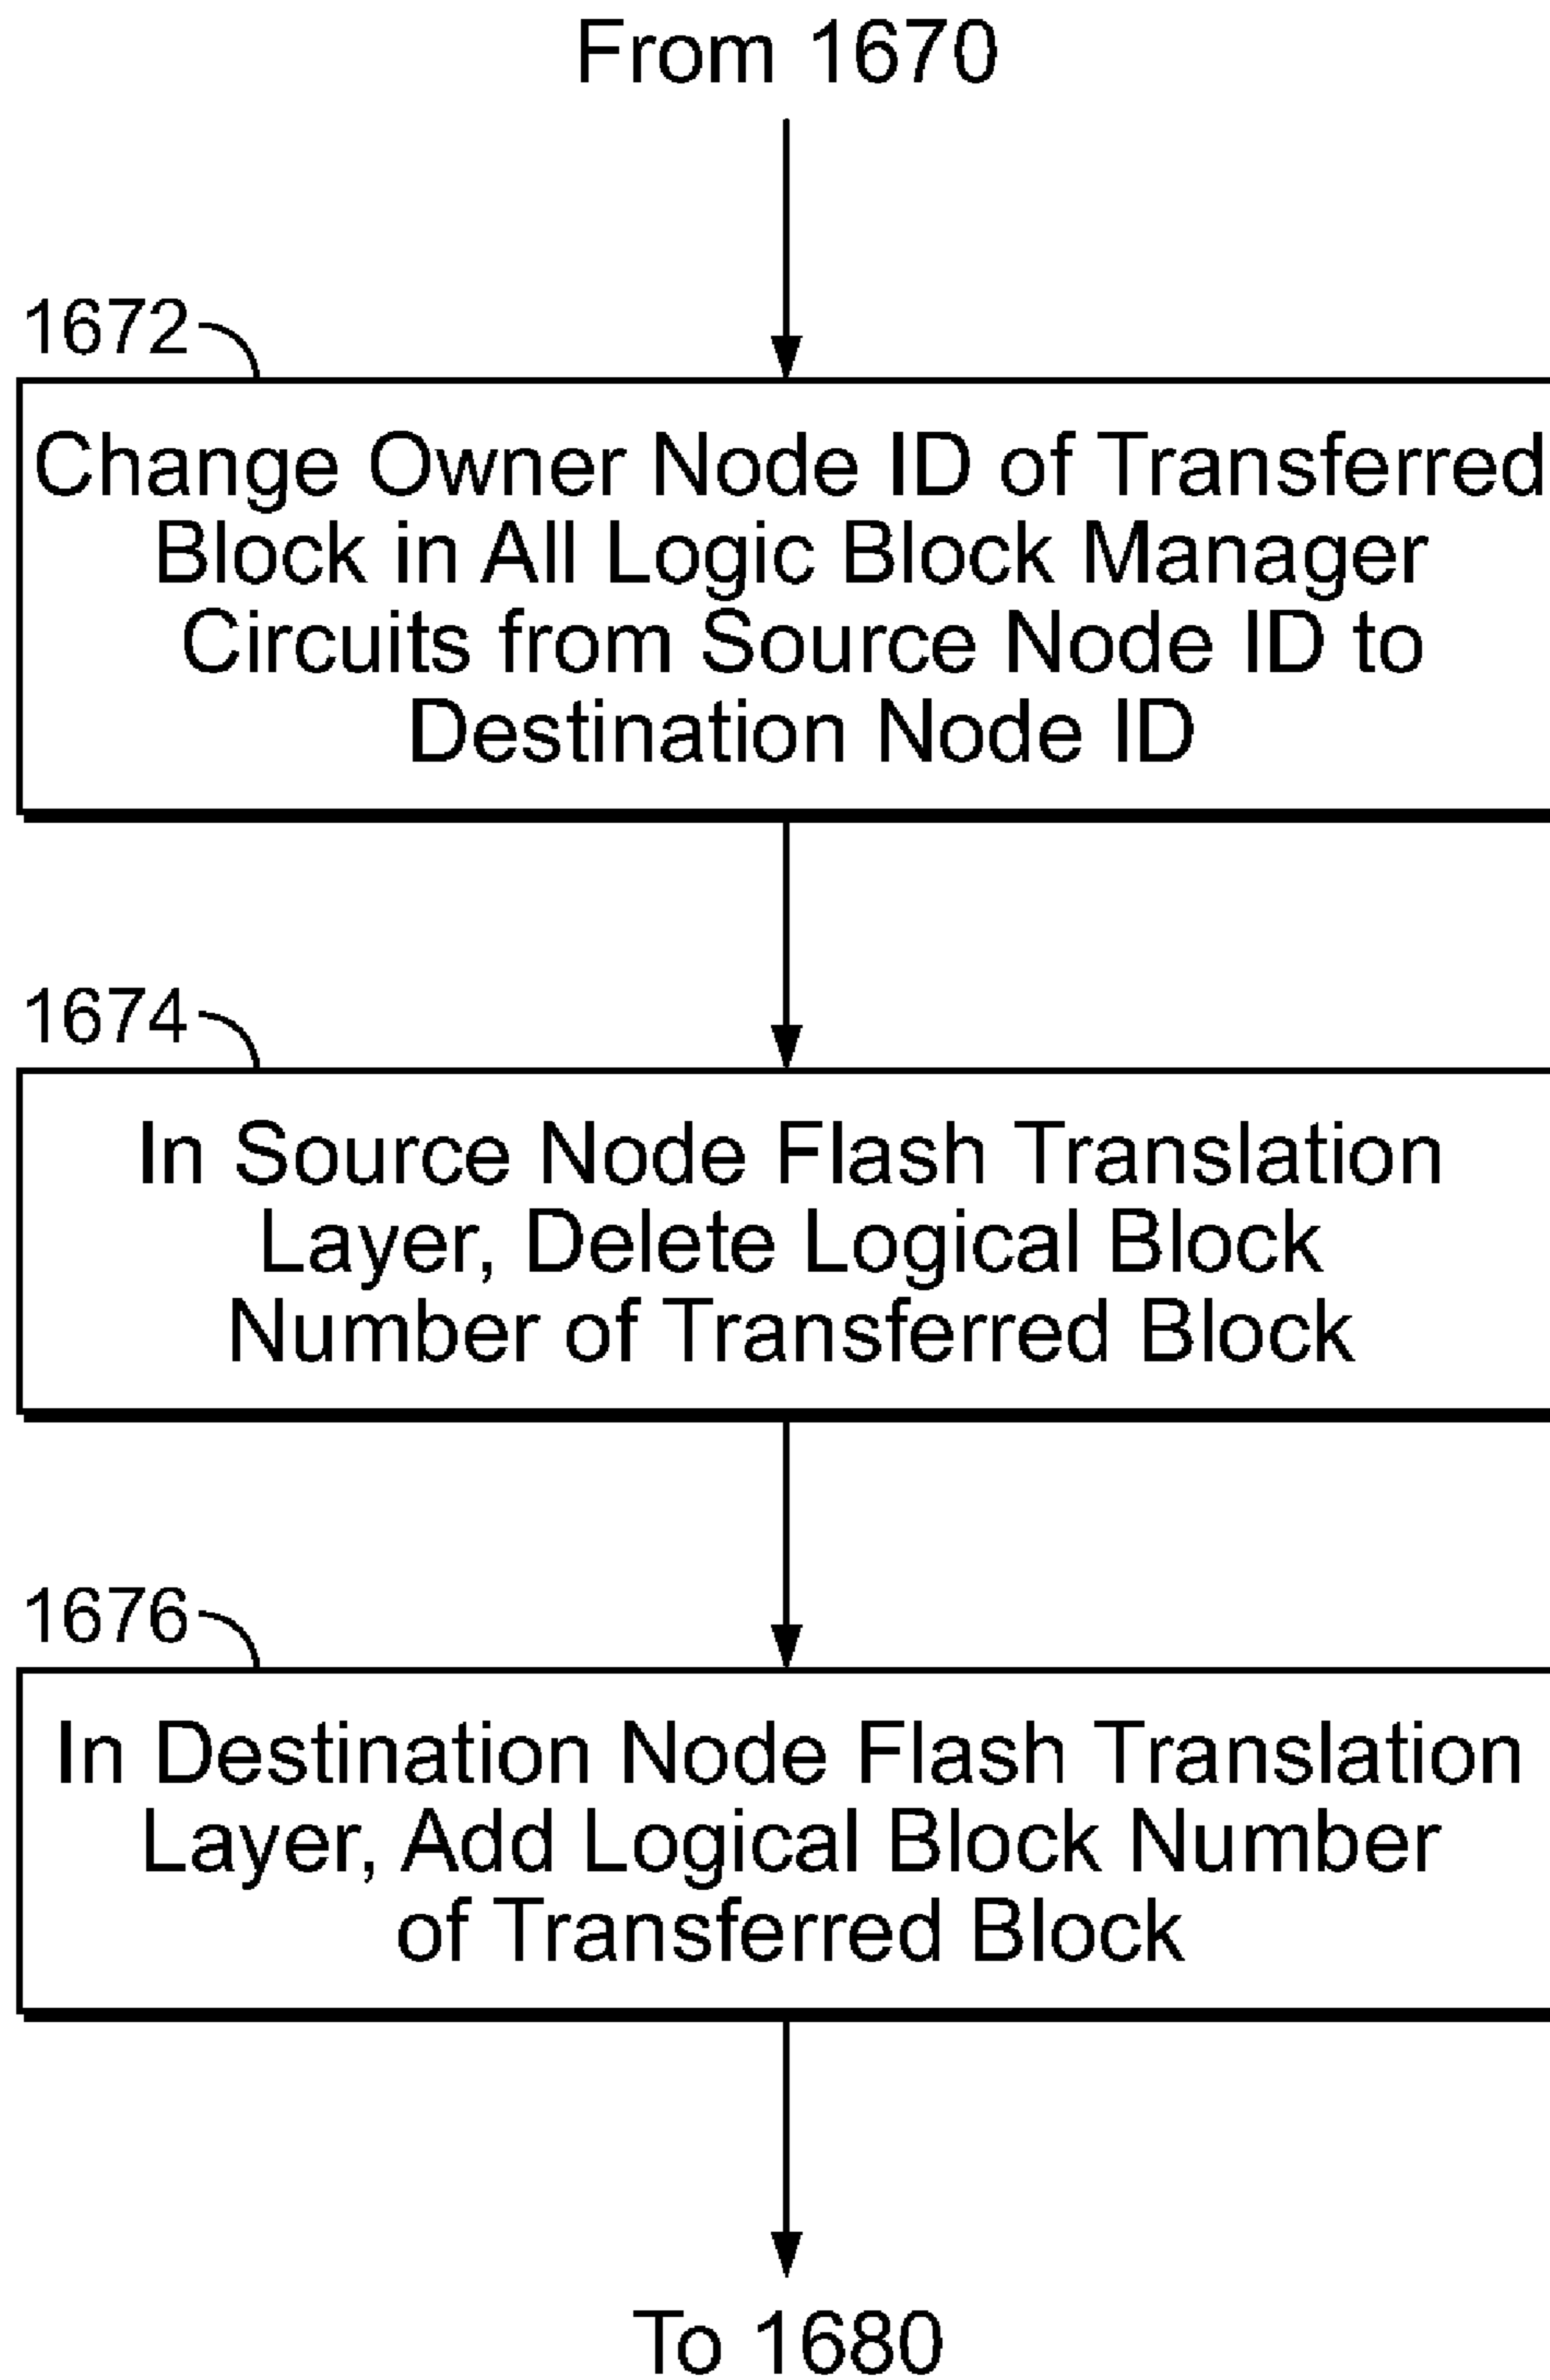 From 1670
1672
Change Owner Node ID of Transferred
Block in All Logic Block Manager
Circuits from Source Node ID to
Destination Node ID
1674
In Source Node Flash Translation
Layer, Delete Logical Block
Number of Transferred Block
1676
In Destination Node Flash Translation
Layer, Add Logical Block Number
of Transferred Block
To 1680